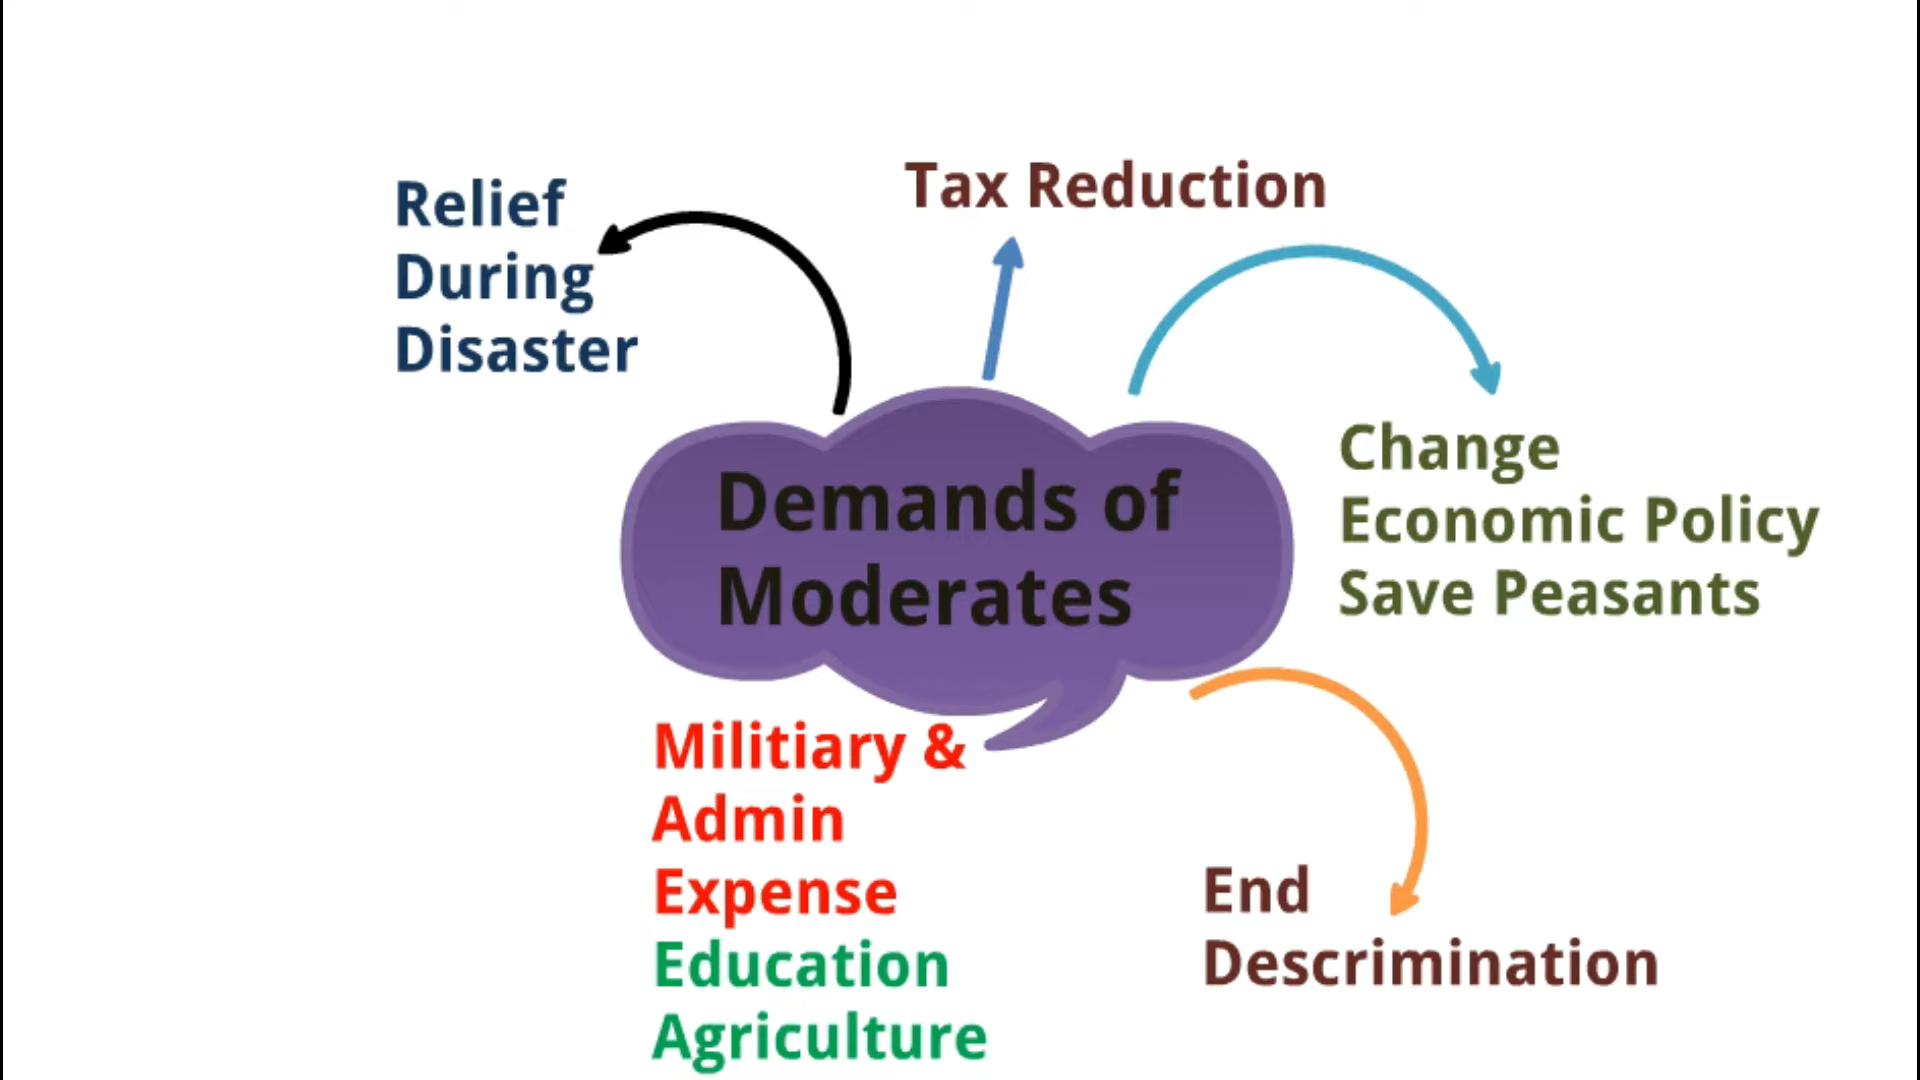 Relief
During
Disaster
Tax Reduction
Change
Economic Policy
Save Peasants
Demands of
Moderates
Militiary &
Admin
Expense
Education
Agriculture
End
Descrimination